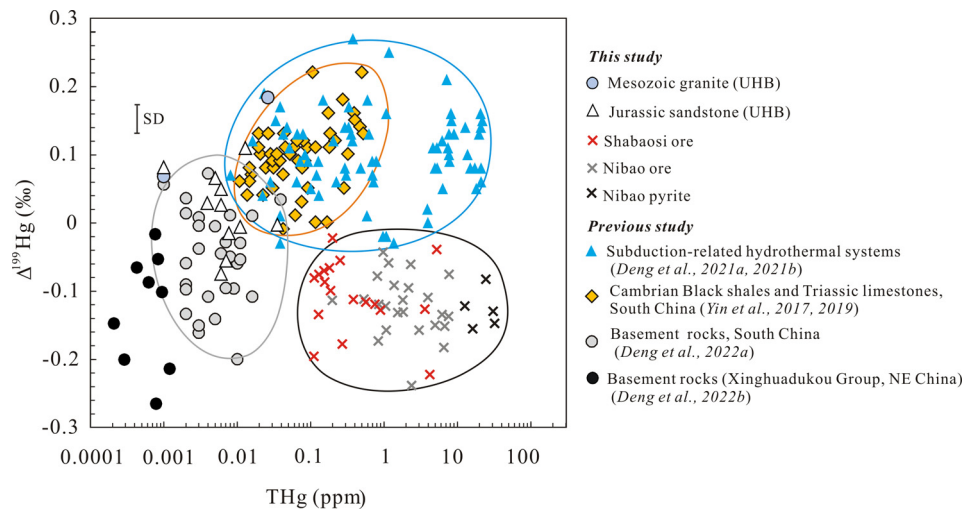 0.3
0.2
0.1
0
-0.1
-0.2
-0.3
Δ¹⁹⁹Hg (‰)
SD
0.0001
0.001
0.01
0.1
1
10
100
THg (ppm)
This study
Mesozoic granite (UHB)
Jurassic sandstone (UHB)
Shabaosi ore
Nibao ore
Nibao pyrite
Previous study
Subduction-related hydrothermal systems
(Deng et al., 2021a, 2021b)
Cambrian Black shales and Triassic limestones,
South China (Yin et al., 2017, 2019)
Basement rocks, South China
(Deng et al., 2022a)
Basement rocks (Xinghuadukou Group, NE China)
(Deng et al., 2022b)